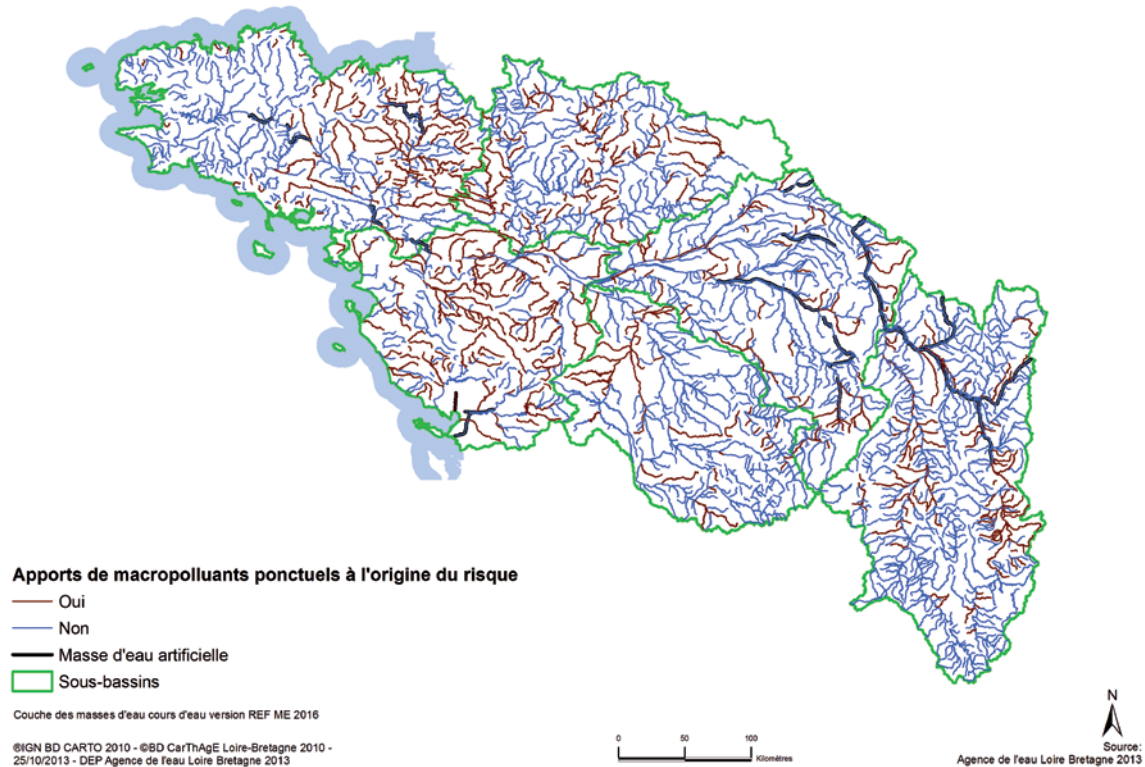 Apports de macropolluants ponctuels à l'origine du risque
Oui
Non
Masse d'eau artificielle
Sous-bassins
Couche des masses d'eau cours d'eau version REF ME 2016
®IGN BD CARTO 2010 - ©BD CarThAgE Loire-Bretagne 2010 -
25/10/2013 - DEP Agence de l'eau Loire Bretagne 2013
0 50 100
Kilomètres
N
Source:
Agence de l'eau Loire Bretagne 2013